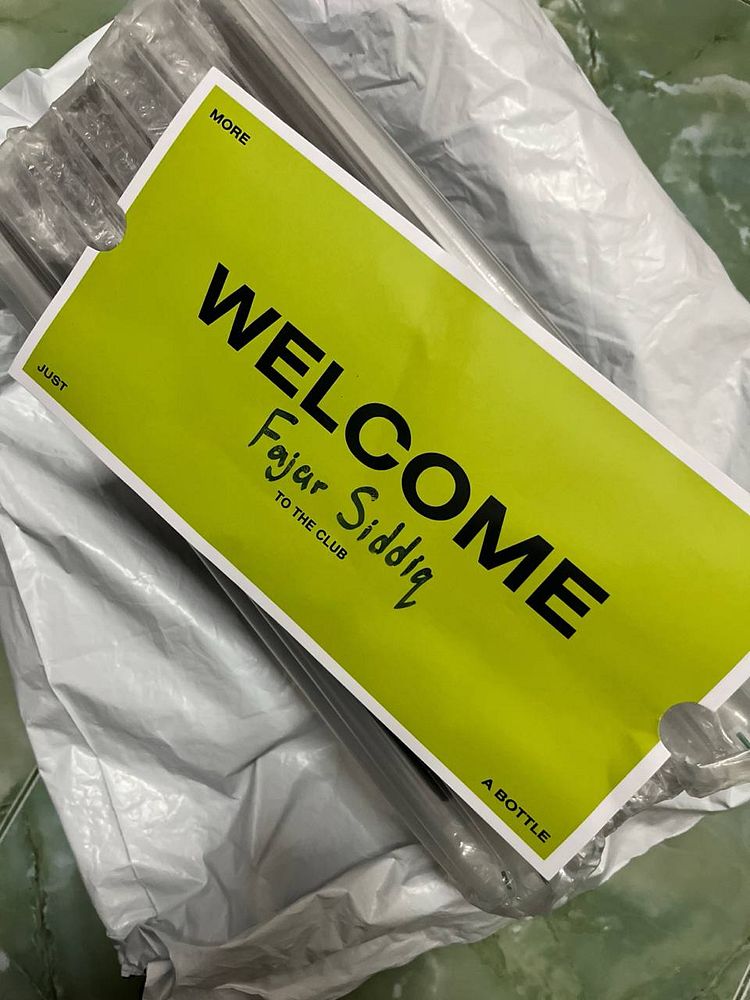 MORE
WELCOME
Fajar Siddiq
TO THE CLUB
JUST
A BOTTLE